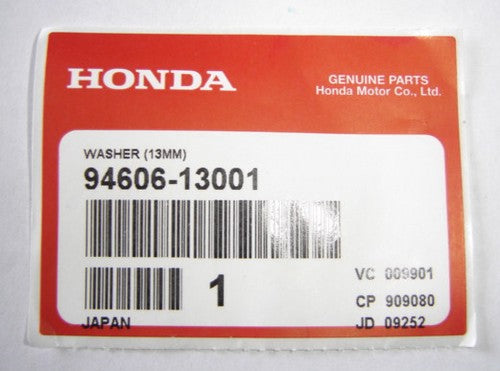 HONDA
GENUINE PARTS
Honda Motor Co., Ltd.
WASHER (13MM)
94606-13001
1
VC 009901
CP 909080
JAPAN
JD 09252